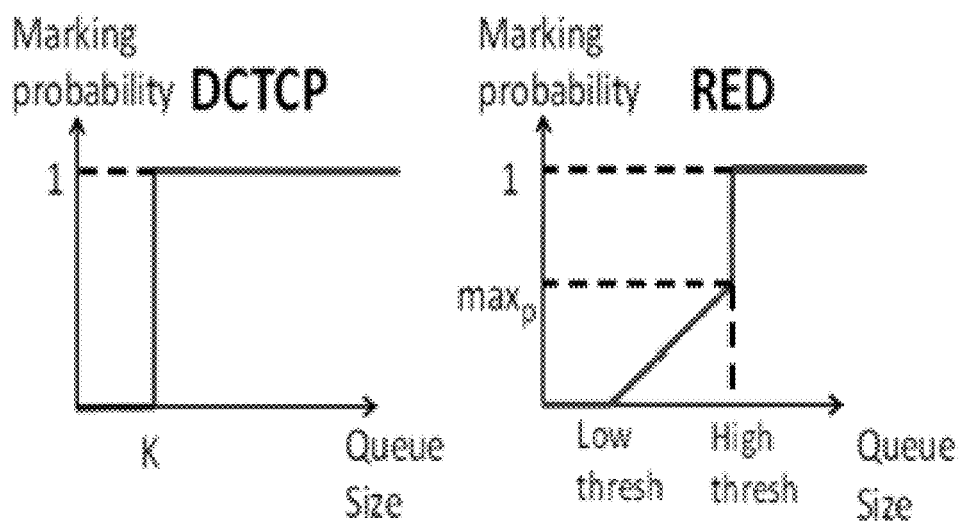 Marking
probability DCTCP
1
K
Queue
Size
Marking
probability RED
1
max_p
Low
thresh
High
thresh
Queue
Size